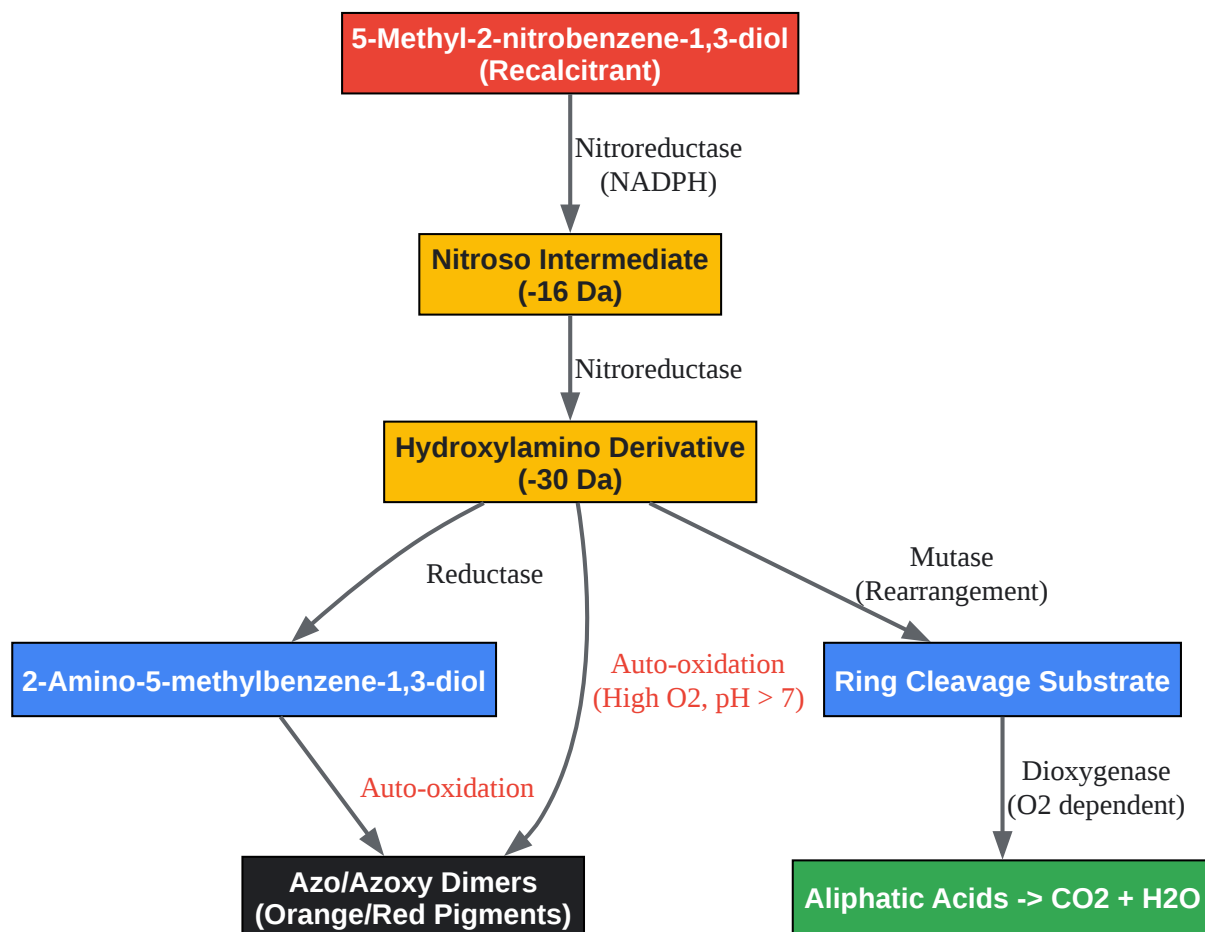 5-Methyl-2-nitrobenzene-1,3-diol
(Recalcitrant)
Nitroreductase
(NADPH)
Nitroso Intermediate
(-16 Da)
Nitroreductase
Hydroxylamino Derivative
(-30 Da)
Reductase
Auto-oxidation
(High O2, pH > 7)
Mutase
(Rearrangement)
2-Amino-5-methylbenzene-1,3-diol
Ring Cleavage Substrate
Auto-oxidation
Dioxygenase
(O2 dependent)
Azo/Azoxy Dimers
(Orange/Red Pigments)
Aliphatic Acids -> CO2 + H2O